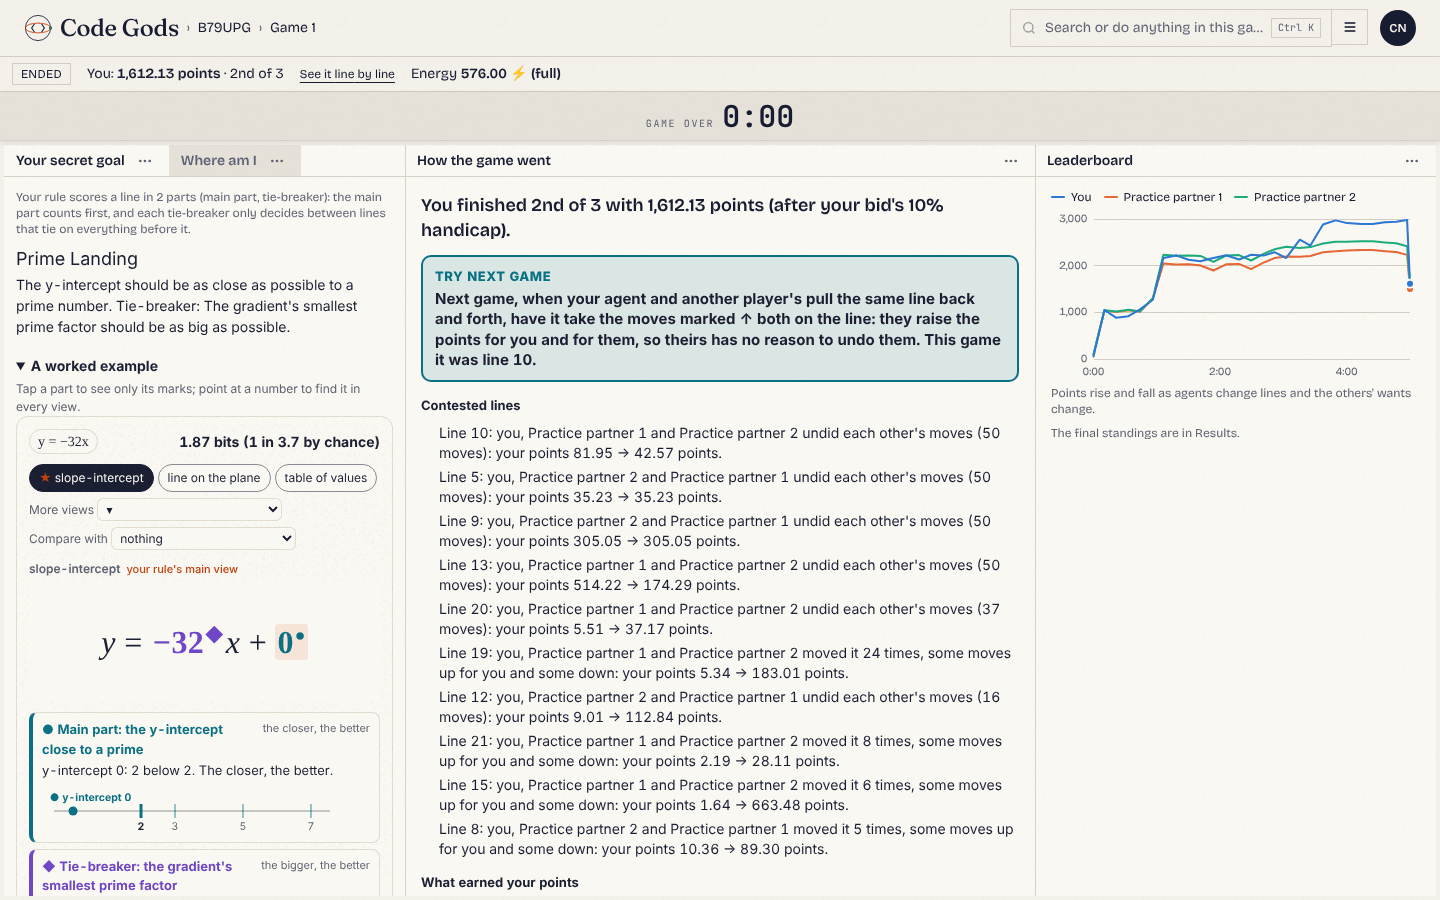 Code Gods › B79UPG › Game 1
Search or do anything in this ga... Ctrl K
CN
ENDED You: 1,612.13 points · 2nd of 3 See it line by line Energy 576.00 ⚡ (full)
GAME OVER 0:00
Your secret goal ···
Where am I ···
Your rule scores a line in 2 parts (main part, tie-breaker): the main
part counts first, and each tie-breaker only decides between lines
that tie on everything before it.
Prime Landing
The y-intercept should be as close as possible to a
prime number. Tie-breaker: The gradient's smallest
prime factor should be as big as possible.
▼ A worked example
Tap a part to see only its marks; point at a number to find it in
every view.
y = −32x
1.87 bits (1 in 3.7 by chance)
★ slope-intercept
line on the plane
table of values
More views ▾
Compare with nothing
slope-intercept your rule's main view
y = −32◆x + 0●
● Main part: the y-intercept
close to a prime
the closer, the better
y-intercept 0: 2 below 2. The closer, the better.
● y-intercept 0
2 3 5 7
◆ Tie-breaker: the gradient's
smallest prime factor
the bigger, the better
How the game went ···
You finished 2nd of 3 with 1,612.13 points (after your bid's 10%
handicap).
TRY NEXT GAME
Next game, when your agent and another player's pull the same line back
and forth, have it take the moves marked ↑ both on the line: they raise the
points for you and for them, so theirs has no reason to undo them. This game
it was line 10.
Contested lines
Line 10: you, Practice partner 1 and Practice partner 2 undid each other's moves (50
moves): your points 81.95 → 42.57 points.
Line 5: you, Practice partner 2 and Practice partner 1 undid each other's moves (50
moves): your points 35.23 → 35.23 points.
Line 9: you, Practice partner 2 and Practice partner 1 undid each other's moves (50
moves): your points 305.05 → 305.05 points.
Line 13: you, Practice partner 1 and Practice partner 2 undid each other's moves (50
moves): your points 514.22 → 174.29 points.
Line 20: you, Practice partner 1 and Practice partner 2 undid each other's moves (37
moves): your points 5.51 → 37.17 points.
Line 19: you, Practice partner 1 and Practice partner 2 moved it 24 times, some moves
up for you and some down: your points 5.34 → 183.01 points.
Line 12: you, Practice partner 2 and Practice partner 1 undid each other's moves (16
moves): your points 9.01 → 112.84 points.
Line 21: you, Practice partner 1 and Practice partner 2 moved it 8 times, some moves
up for you and some down: your points 2.19 → 28.11 points.
Line 15: you, Practice partner 1 and Practice partner 2 moved it 6 times, some moves
up for you and some down: your points 1.64 → 663.48 points.
Line 8: you, Practice partner 2 and Practice partner 1 moved it 5 times, some moves up
for you and some down: your points 10.36 → 89.30 points.
What earned your points
Leaderboard ···
You Practice partner 1 Practice partner 2
3,000
2,000
1,000
0
0:00 2:00 4:00
Points rise and fall as agents change lines and the others' wants
change.
The final standings are in Results.